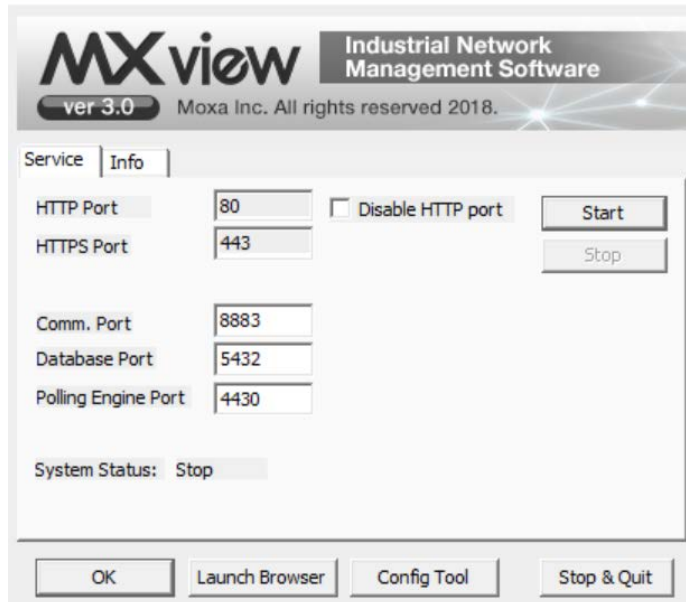 MXview Industrial Network
Management Software
ver 3.0 Moxa Inc. All rights reserved 2018.
Service Info
HTTP Port 80 Disable HTTP port Start
HTTPS Port 443 Stop
Comm. Port 8883
Database Port 5432
Polling Engine Port 4430
System Status: Stop
OK Launch Browser Config Tool Stop & Quit